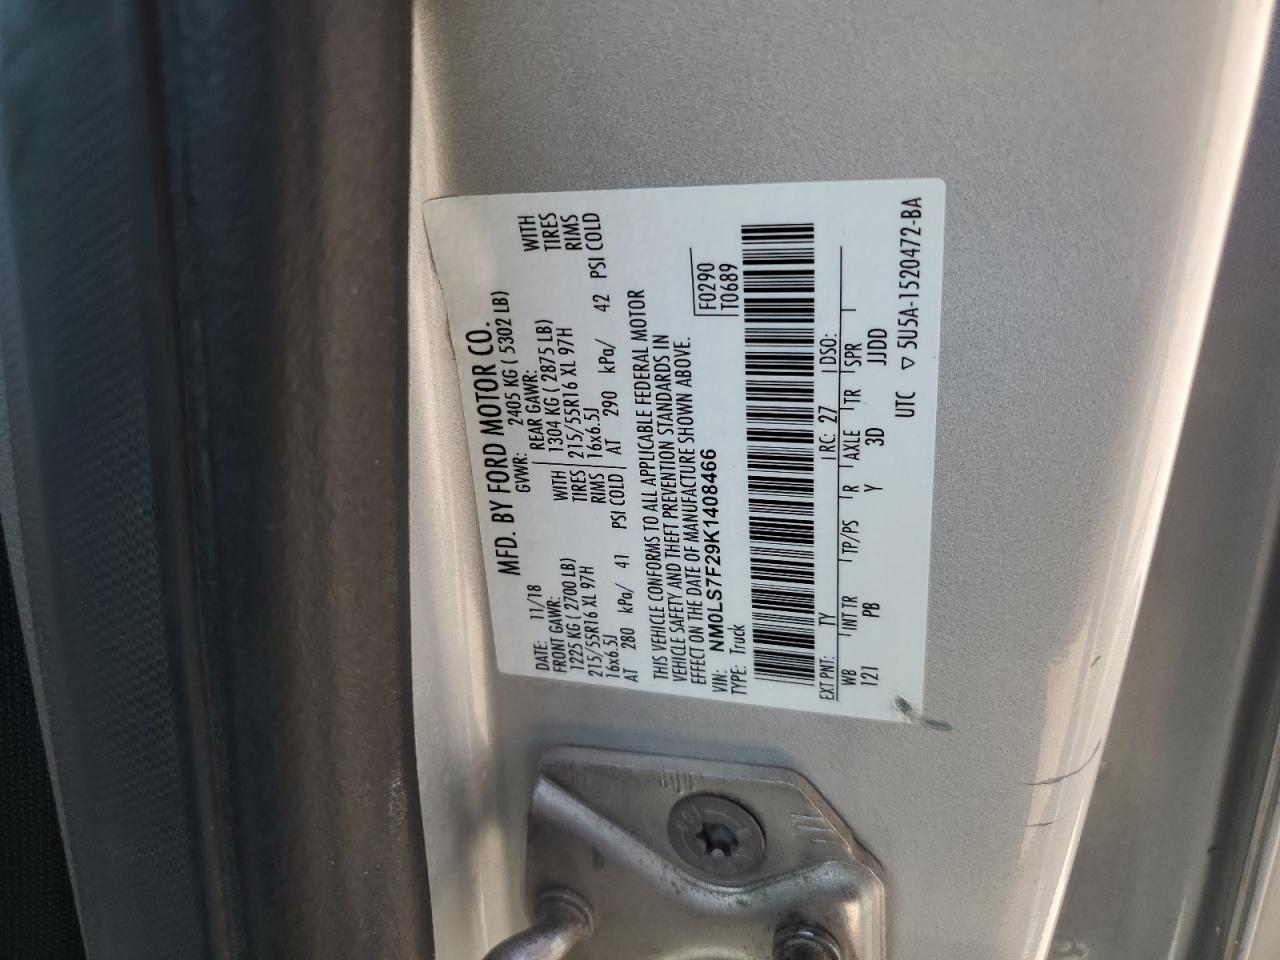 MFD. BY FORD MOTOR CO.
DATE: 11/18 GVWR: 2405 KG ( 5302 LB)
FRONT GAWR: REAR GAWR:
1225 KG ( 2700 LB) WITH 1304 KG ( 2875 LB) WITH
215/55R16 XL 97H TIRES 215/55R16 XL 97H TIRES
16x6.5J RIMS 16x6.5J RIMS
AT 280 kPa/ 41 PSI COLD AT 290 kPa/ 42 PSI COLD
THIS VEHICLE CONFORMS TO ALL APPLICABLE FEDERAL MOTOR
VEHICLE SAFETY AND THEFT PREVENTION STANDARDS IN
EFFECT ON THE DATE OF MANUFACTURE SHOWN ABOVE.
VIN: NM0LS7F29K1408466 F0290
TYPE: Truck T0689
EXT PNT: TY RC: 27 DSO:
WB INT TR TP/PS R AXLE TR SPR
121 PB Y 3D JJDD
UTC ▽ 5U5A-1520472-BA